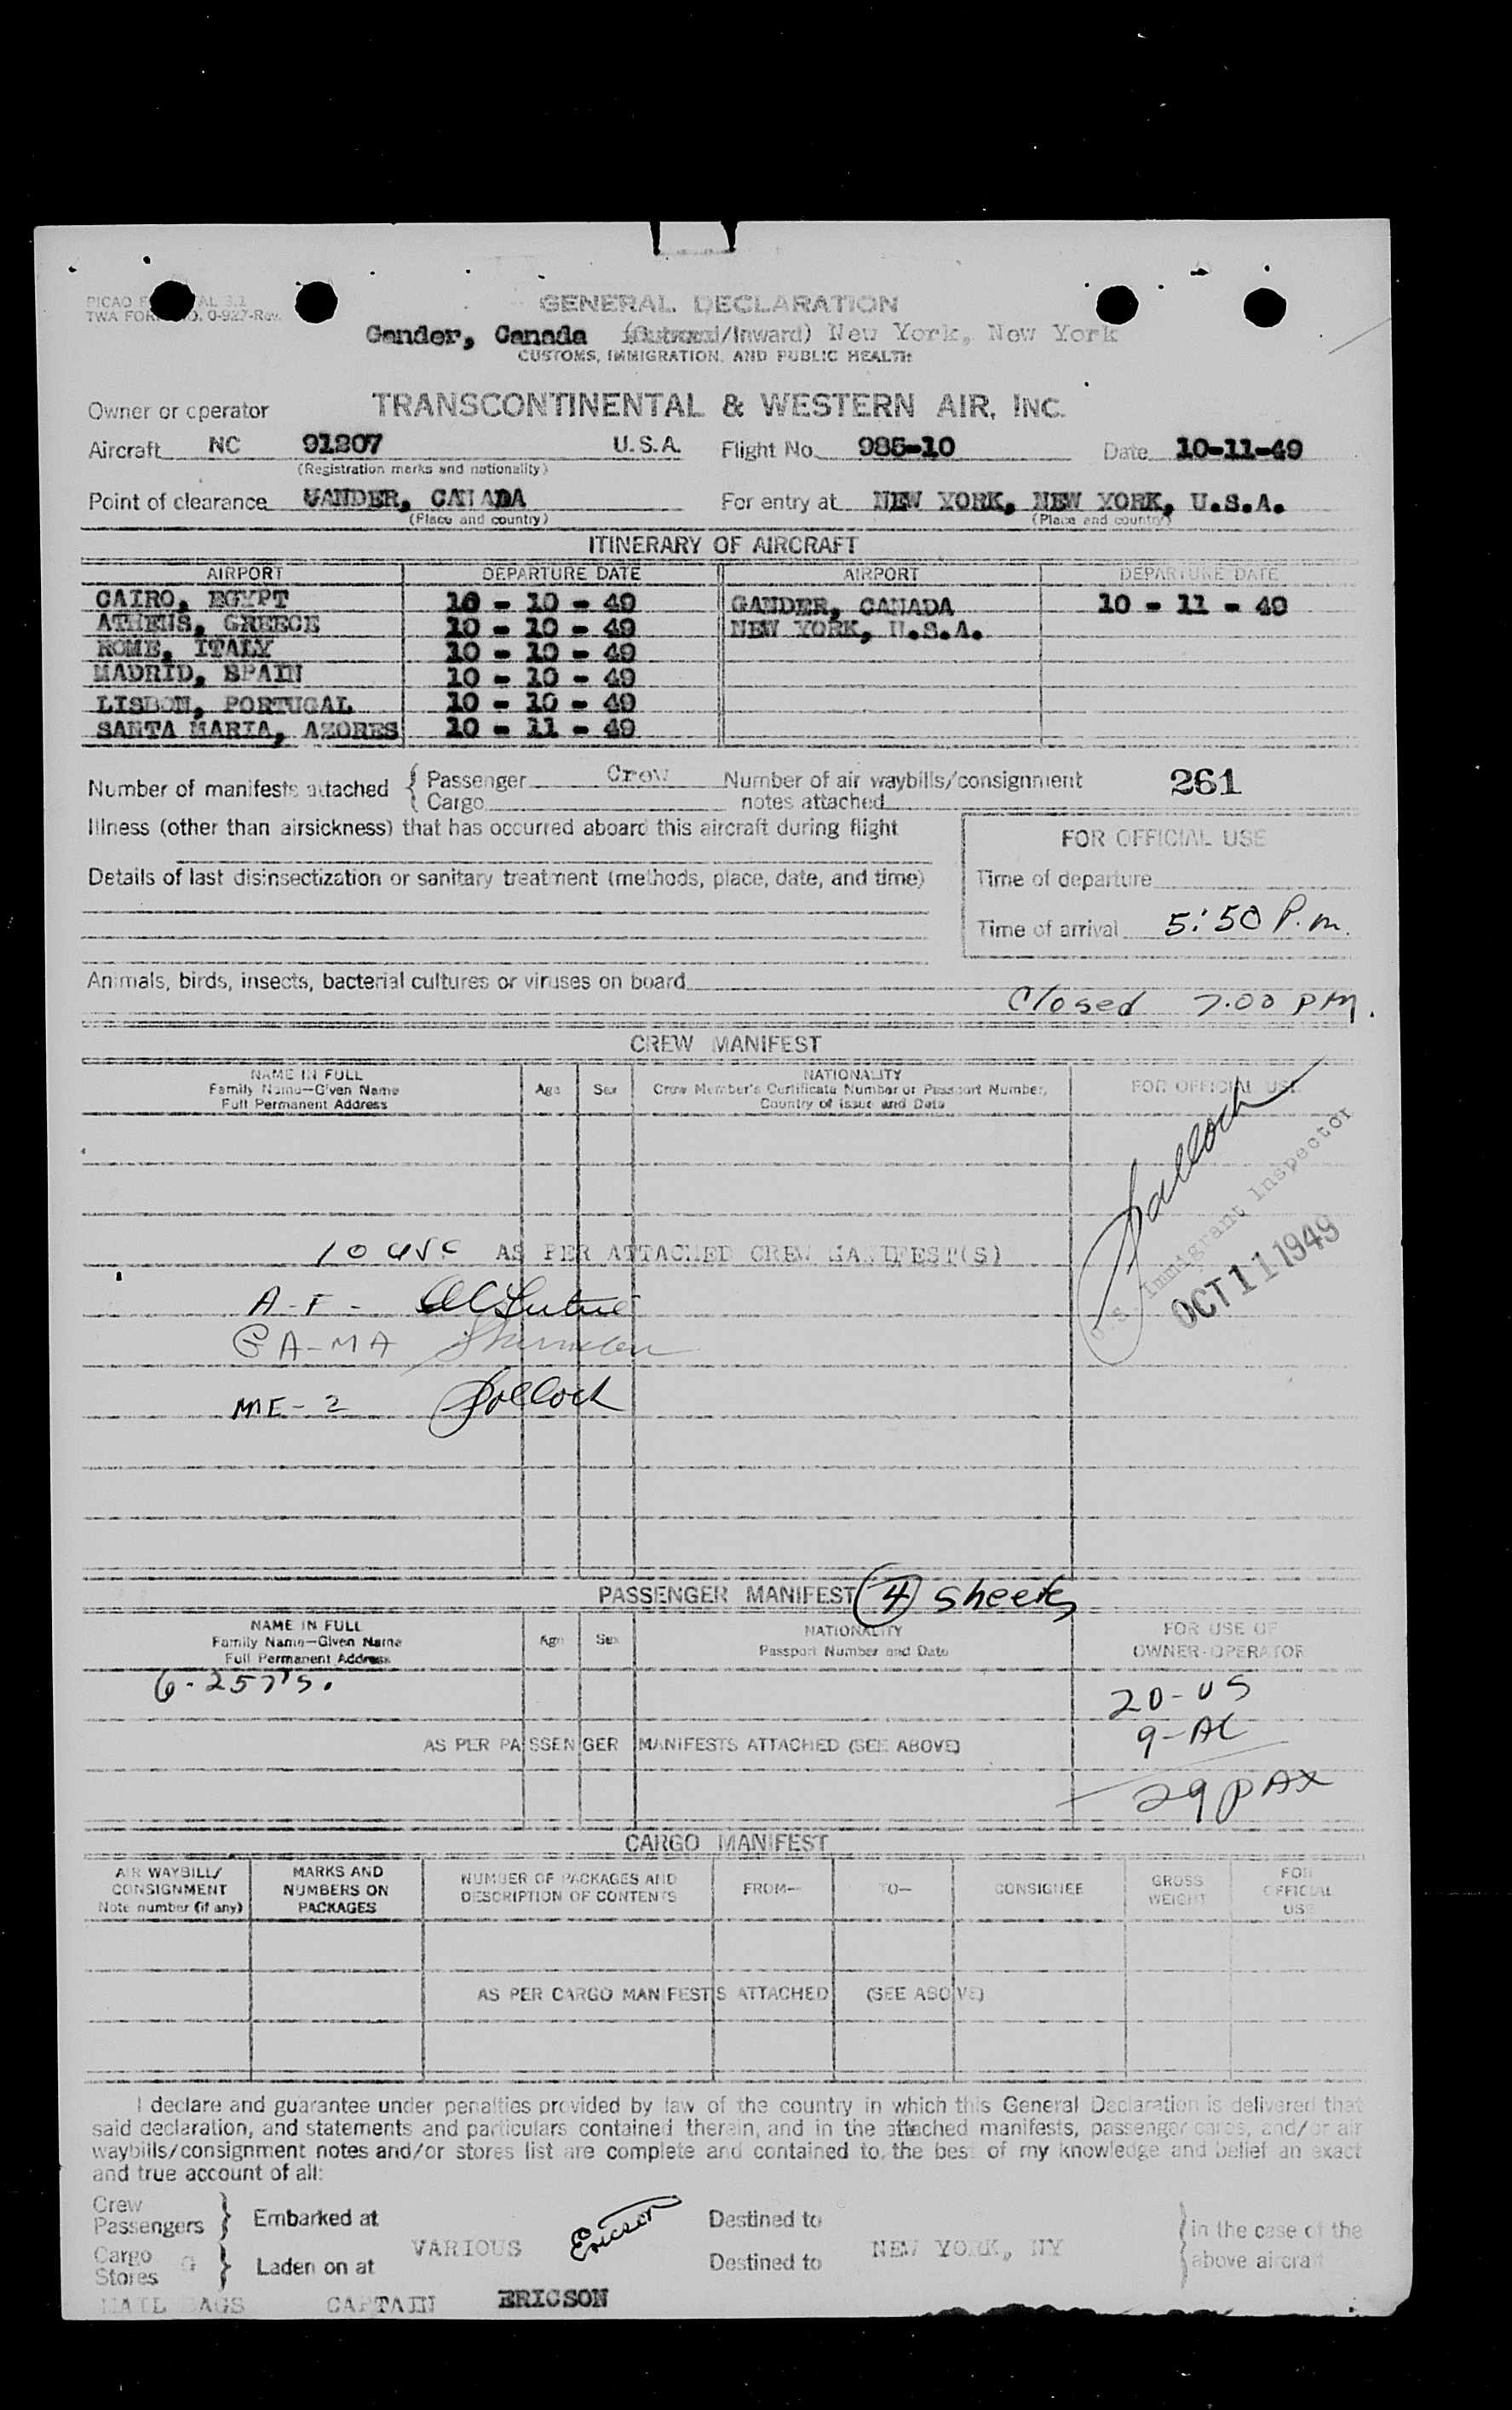 TWA FORM NO. 0-927-Rev.
GENERAL DECLARATION
Gander, Canada (Outward/Inward) New York, New York
CUSTOMS, IMMIGRATION, AND PUBLIC HEALTH
Owner or operator TRANSCONTINENTAL & WESTERN AIR, INC.
Aircraft NC 91207 U.S.A. Flight No. 985-10 Date 10-11-49
(Registration marks and nationality)
Point of clearance GANDER, CANADA For entry at NEW YORK, NEW YORK, U.S.A.
(Place and country) (Place and country)
ITINERARY OF AIRCRAFT
AIRPORT DEPARTURE DATE AIRPORT DEPARTURE DATE
CAIRO, EGYPT 10 - 10 - 49 GANDER, CANADA 10 - 11 - 49
ATHENS, GREECE 10 - 10 - 49 NEW YORK, U.S.A.
ROME, ITALY 10 - 10 - 49
MADRID, SPAIN 10 - 10 - 49
LISBON, PORTUGAL 10 - 10 - 49
SANTA MARIA, AZORES 10 - 11 - 49
Number of manifests attached { Passenger Crew Number of air waybills/consignment 261
Cargo notes attached
Illness (other than airsickness) that has occurred aboard this aircraft during flight
FOR OFFICIAL USE
Details of last disinsectization or sanitary treatment (methods, place, date, and time)
Time of departure
Time of arrival 5:50 P.m.
Animals, birds, insects, bacterial cultures or viruses on board
Closed 7.00 PM.
CREW MANIFEST
NAME IN FULL Age Sex NATIONALITY FOR OFFICIAL USE
Family Name—Given Name Crew Member's Certificate Number or Passport Number,
Full Permanent Address Country of Issue and Date
10 USC AS PER ATTACHED CREW MANIFEST(S)
U.S. Immigrant Inspector
OCT 11 1949
A-F-
MA
ME-2
PASSENGER MANIFEST 4 sheets
NAME IN FULL Age Sex NATIONALITY FOR USE OF
Family Name—Given Name Passport Number and Date OWNER-OPERATOR
Full Permanent Address
6-257's. 20-US
9-AL
AS PER PASSENGER MANIFESTS ATTACHED (SEE ABOVE)
29 PAX
CARGO MANIFEST
AIR WAYBILL/ CONSIGNMENT Note number (if any) MARKS AND NUMBERS ON PACKAGES NUMBER OF PACKAGES AND DESCRIPTION OF CONTENTS FROM— TO— CONSIGNEE GROSS WEIGHT FOR OFFICIAL USE
AS PER CARGO MANIFESTS ATTACHED (SEE ABOVE)
I declare and guarantee under penalties provided by law of the country in which this General Declaration is delivered that
said declaration, and statements and particulars contained therein, and in the attached manifests, passenger cards, and/or air
waybills/consignment notes and/or stores list are complete and contained to, the best of my knowledge and belief an exact
and true account of all:
Crew
Passengers } Embarked at Destined to in the case of the
VARIOUS Ericson NEW YORK, NY
Cargo
Stores } Laden on at Destined to above aircraft
MAIL BAGS CAPTAIN ERICSON